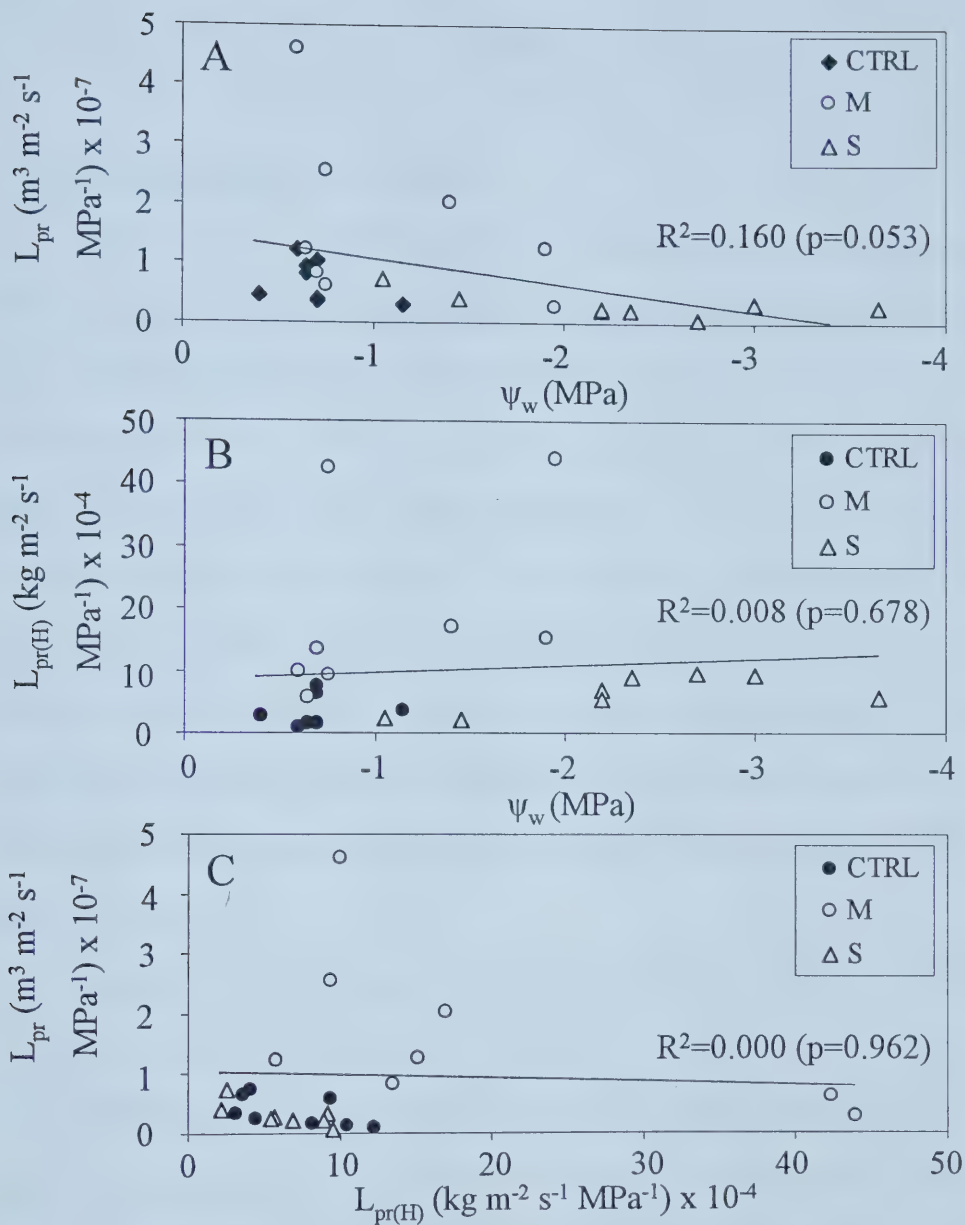 A
L_pr (m³ m⁻² s⁻¹
MPa⁻¹) x 10⁻⁷
5
4
3
2
1
0
CTRL
M
S
R²=0.160 (p=0.053)
0 -1 -2 -3 -4
ψ_w (MPa)
B
L_pr(H) (kg m⁻² s⁻¹
MPa⁻¹) x 10⁻⁴
50
40
30
20
10
0
CTRL
M
S
R²=0.008 (p=0.678)
0 -1 -2 -3 -4
ψ_w (MPa)
C
L_pr (m³ m⁻² s⁻¹
MPa⁻¹) x 10⁻⁷
5
4
3
2
1
0
CTRL
M
S
R²=0.000 (p=0.962)
0 10 20 30 40 50
L_pr(H) (kg m⁻² s⁻¹ MPa⁻¹) x 10⁻⁴